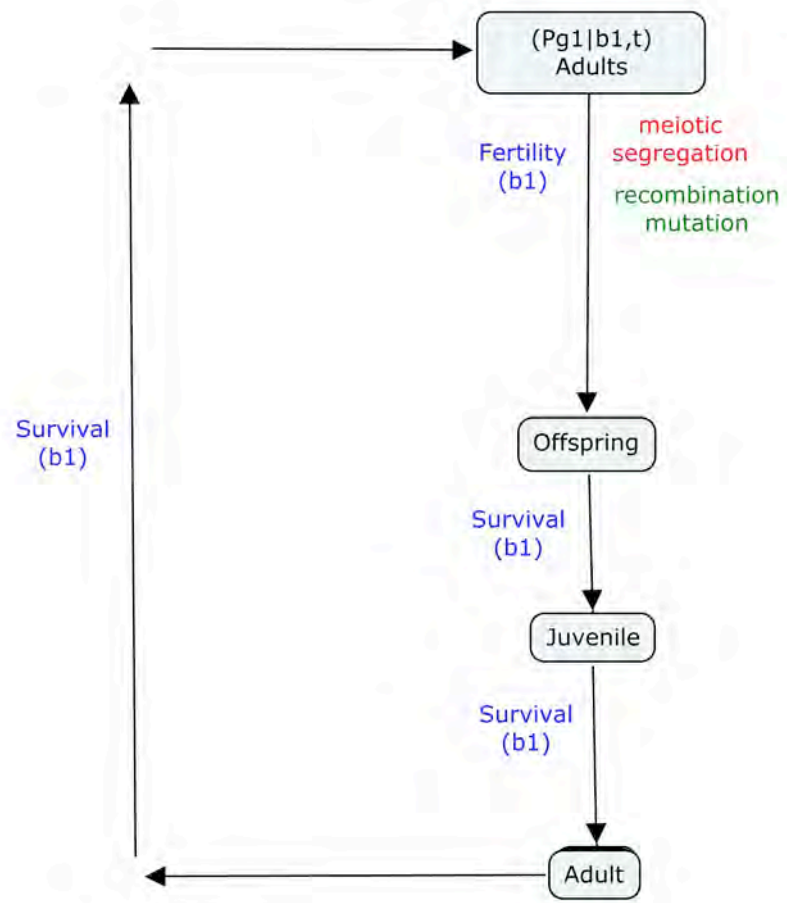 (Pg1|b1,t)
Adults
Fertility
(b1)
meiotic
segregation
recombination
mutation
Survival
(b1)
Offspring
Survival
(b1)
Juvenile
Survival
(b1)
Adult